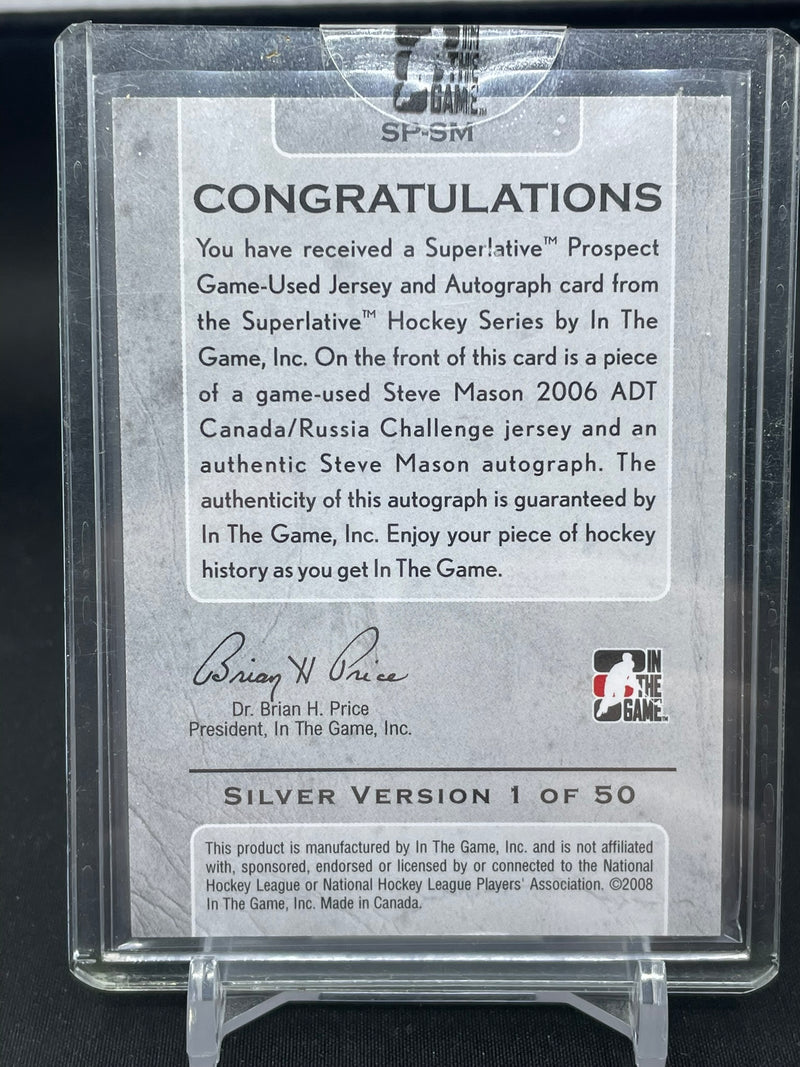 IN
THE
GAME™
SP-SM
CONGRATULATIONS
You have received a Superlative™ Prospect
Game-Used Jersey and Autograph card from
the Superlative™ Hockey Series by In The
Game, Inc. On the front of this card is a piece
of a game-used Steve Mason 2006 ADT
Canada/Russia Challenge jersey and an
authentic Steve Mason autograph. The
authenticity of this autograph is guaranteed by
In The Game, Inc. Enjoy your piece of hockey
history as you get In The Game.
Brian H Price
Dr. Brian H. Price
President, In The Game, Inc.
IN
THE
GAME™
SILVER VERSION 1 OF 50
This product is manufactured by In The Game, Inc. and is not affiliated
with, sponsored, endorsed or licensed by or connected to the National
Hockey League or National Hockey League Players' Association. ©2008
In The Game, Inc. Made in Canada.